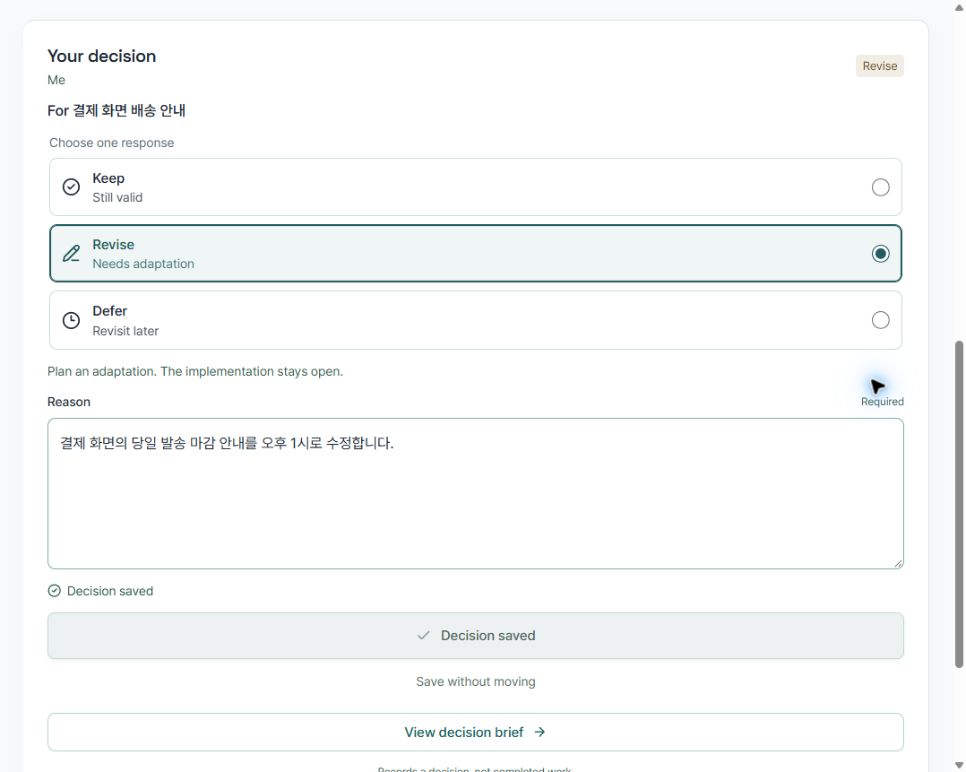 Your decision
Me
Revise
For 결제 화면 배송 안내
Choose one response
Keep
Still valid
Revise
Needs adaptation
Defer
Revisit later
Plan an adaptation. The implementation stays open.
Reason
Required
결제 화면의 당일 발송 마감 안내를 오후 1시로 수정합니다.
Decision saved
Decision saved
Save without moving
View decision brief
Records a decision, not completed work